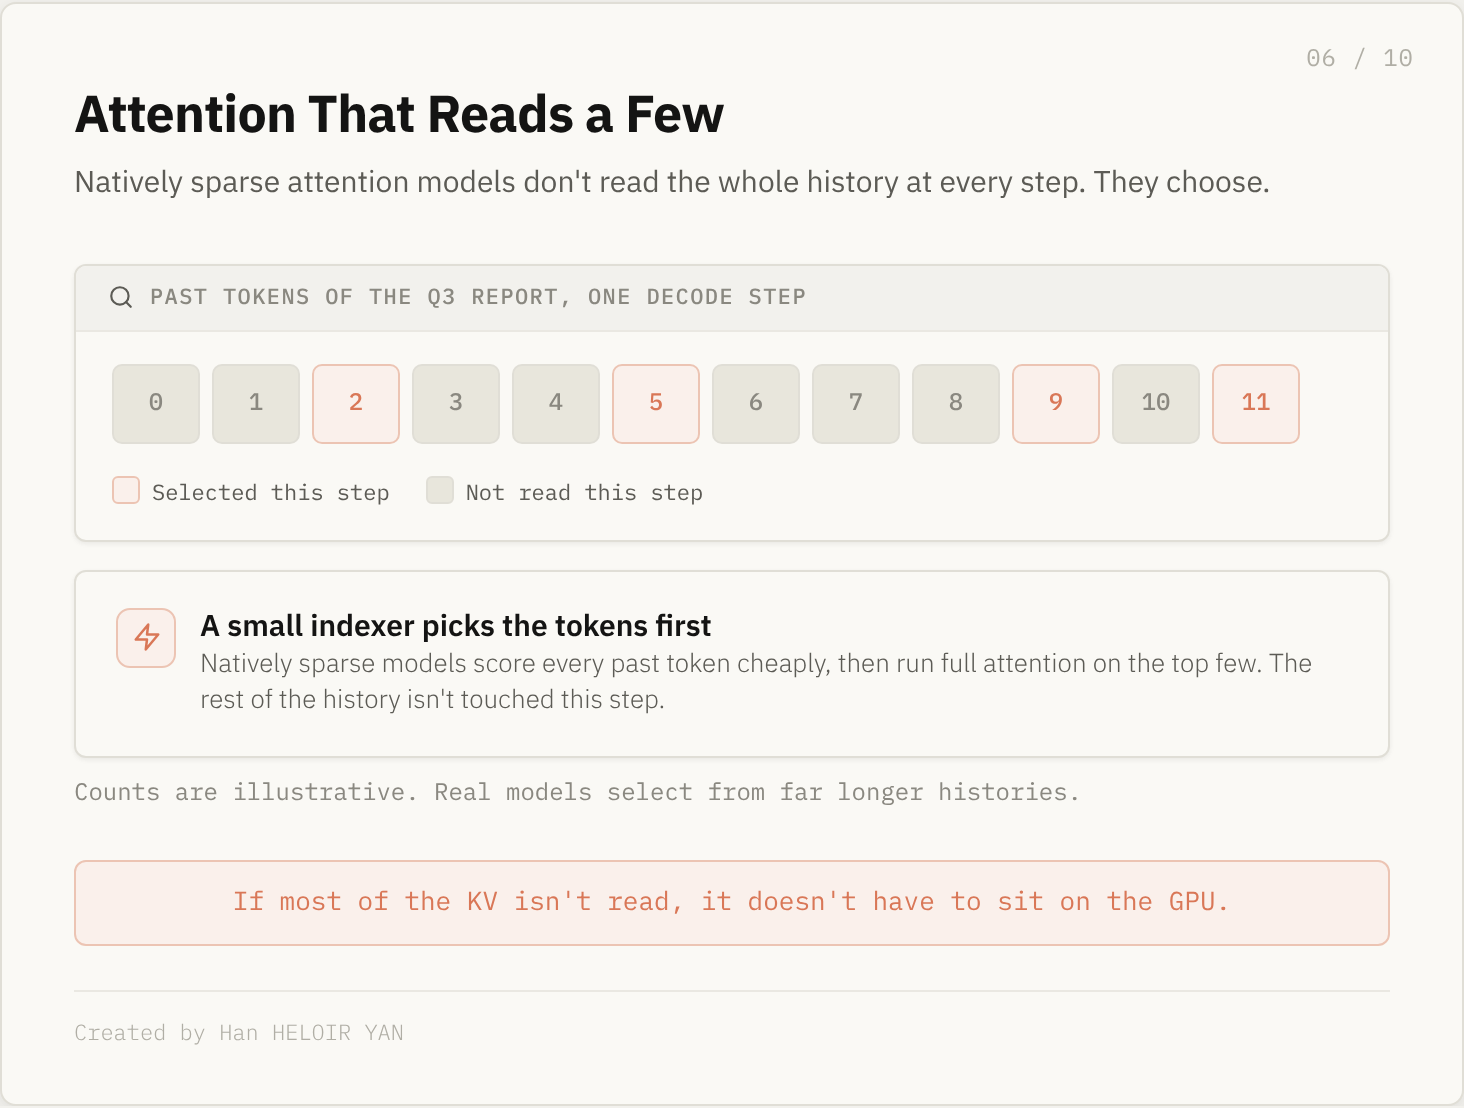 06 / 10
Attention That Reads a Few
Natively sparse attention models don't read the whole history at every step. They choose.
PAST TOKENS OF THE Q3 REPORT, ONE DECODE STEP
0 1 2 3 4 5 6 7 8 9 10 11
Selected this step Not read this step
A small indexer picks the tokens first
Natively sparse models score every past token cheaply, then run full attention on the top few. The
rest of the history isn't touched this step.
Counts are illustrative. Real models select from far longer histories.
If most of the KV isn't read, it doesn't have to sit on the GPU.
Created by Han HELOIR YAN